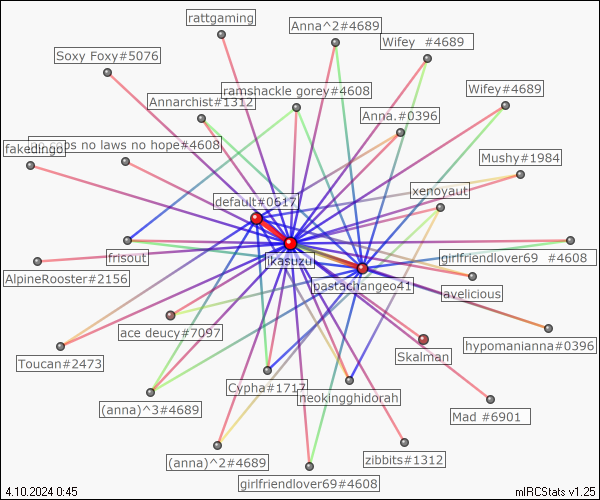 rattgaming
Anna^2#4689
Wifey #4689
Soxy Foxy#5076
ramshackle gorey#4608
Wifey#4689
Annarchist#1312
Anna.#0396
fakedingo
cops no laws no hope#4608
Mushy#1984
xenoyaut
default#0617
frisout
jkasuzu
girlfriendlover69 #4608
AlpineRooster#2156
pastachangeo41
avelicious
ace deucy#7097
hypomanianna#0396
Skalman
Toucan#2473
Cypha#1717
neokingghidorah
(anna)^3#4689
Mad #6901
(anna)^2#4689
zibbits#1312
girlfriendlover69#4608
4.10.2024 0:45
mIRCStats v1.25